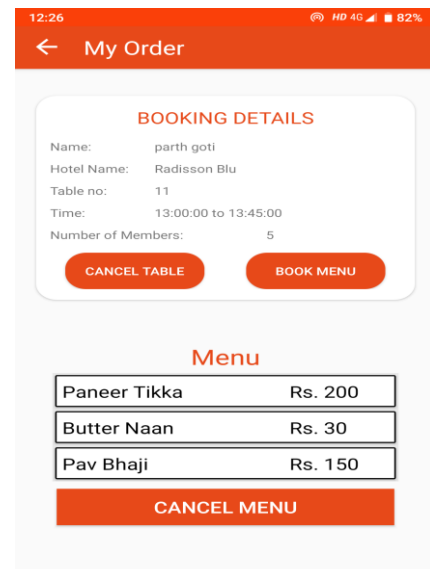 12:26 HD 4G 82%
My Order
BOOKING DETAILS
Name: parth goti
Hotel Name: Radisson Blu
Table no: 11
Time: 13:00:00 to 13:45:00
Number of Members: 5
CANCEL TABLE BOOK MENU
Menu
Paneer Tikka Rs. 200
Butter Naan Rs. 30
Pav Bhaji Rs. 150
CANCEL MENU